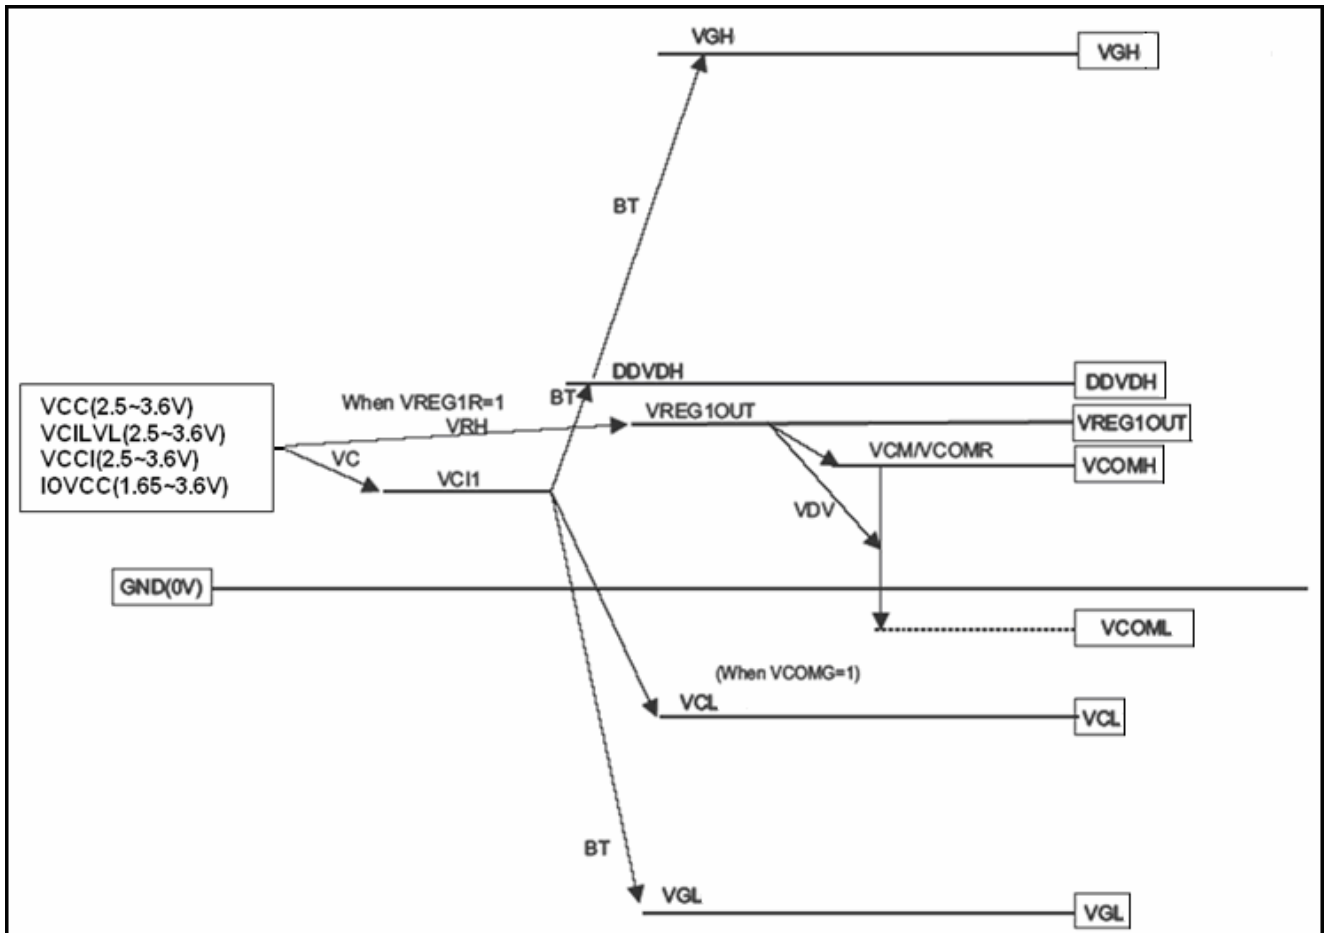 VGH
VGH
BT
DDVDH
DDVDH
BT
When VREG1R=1
VRH
VREG1OUT
VREG1OUT
VCC(2.5~3.6V)
VCILVL(2.5~3.6V)
VCCI(2.5~3.6V)
IOVCC(1.65~3.6V)
VC
VCI1
VCM/VCOMR
VCOMH
VDV
GND(0V)
VCOML
(When VCOMG=1)
VCL
VCL
BT
VGL
VGL